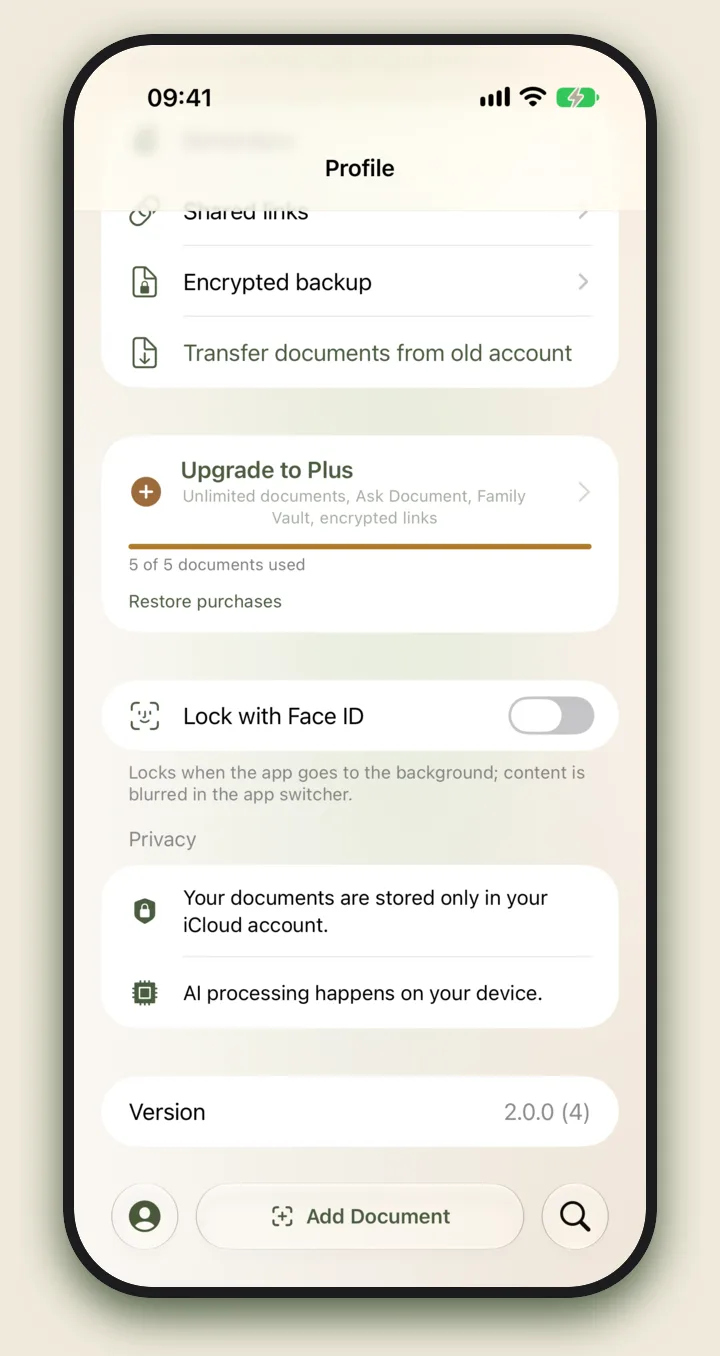 09:41
Profile
Shared links
Encrypted backup
Transfer documents from old account
Upgrade to Plus
Unlimited documents, Ask Document, Family
Vault, encrypted links
5 of 5 documents used
Restore purchases
Lock with Face ID
Locks when the app goes to the background; content is
blurred in the app switcher.
Privacy
Your documents are stored only in your
iCloud account.
AI processing happens on your device.
Version 2.0.0 (4)
Add Document